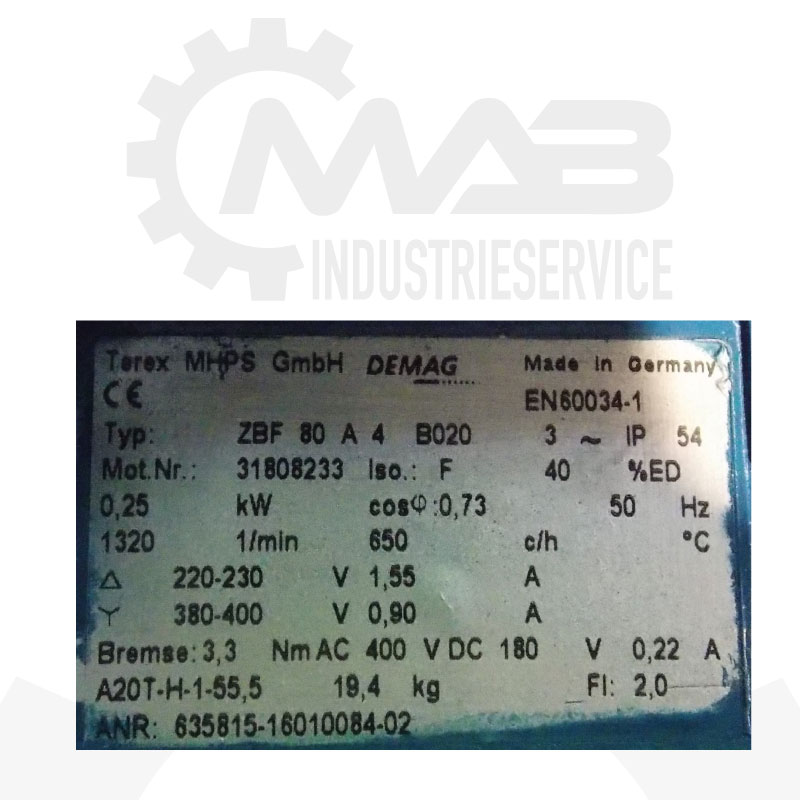 MAB
INDUSTRIESERVICE
Terex MHPS GmbH DEMAG Made in Germany
CE EN60034-1
Typ: ZBF 80 A 4 B020 3 ~ IP 54
Mot.Nr.: 31808233 Iso.: F 40 %ED
0,25 kW cosφ:0,73 50 Hz
1320 1/min 650 c/h °C
△ 220-230 V 1,55 A
Y 380-400 V 0,90 A
Bremse: 3,3 Nm AC 400 V DC 180 V 0,22 A
A20T-H-1-55,5 19,4 kg FI: 2,0
ANR: 635815-16010084-02